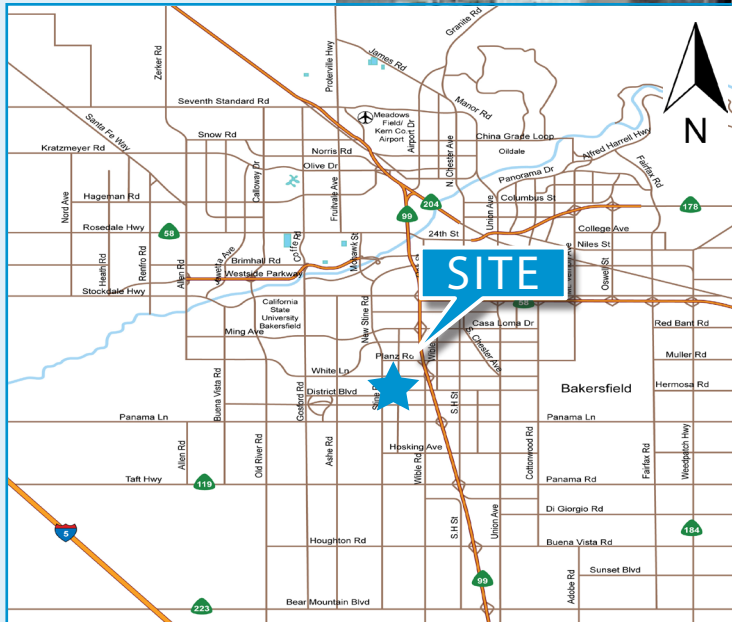 Granite Rd
Zerker Rd
Proterville Hwy
James Rd
Manor Rd
N
Seventh Standard Rd
Santa Fe Way
Meadows
Field/
Kern Co.
Airport
Airport Dr
N. Chester Ave
China Grade Loop
Alfred Harrell Hwy
Snow Rd
Kratzmeyer Rd
Norris Rd
Oildale
Olive Dr
Panorama Dr
Fairfax Rd
Calloway Dr
Fruitvale Ave
Nord Ave
Hageman Rd
Columbus St
Union Ave
204
178
99
Rosedale Hwy
58
24th St
College Ave
Niles St
Coffe Rd
Mohawk St
Jewetta Ave
Brimhall Rd
Heath Rd
Renfro Rd
Allen Rd
Westside Parkway
Oswell St
SITE
Stockdale Hwy
58
California
State
University
Bakersfield
New Stine Rd
Casa Loma Dr
Red Bant Rd
Ming Ave
S. Chester Ave
Planz Rd
Wible
Muller Rd
White Ln
District Blvd
Stine
Bakersfield
Hermosa Rd
Buena Vista Rd
Gosford Rd
S.H St
Panama Ln
Panama Ln
Allen Rd
Old River Rd
Ashe Rd
Hosking Ave
Wible Rd
Cottonwood Rd
Fairfax Rd
Weedpatch Hwy
Taft Hwy
119
Panama Rd
S.H St
Union Ave
Di Giorgio Rd
5
184
Houghton Rd
Buena Vista Rd
Sunset Blvd
99
Adobe Rd
223
Bear Mountain Blvd